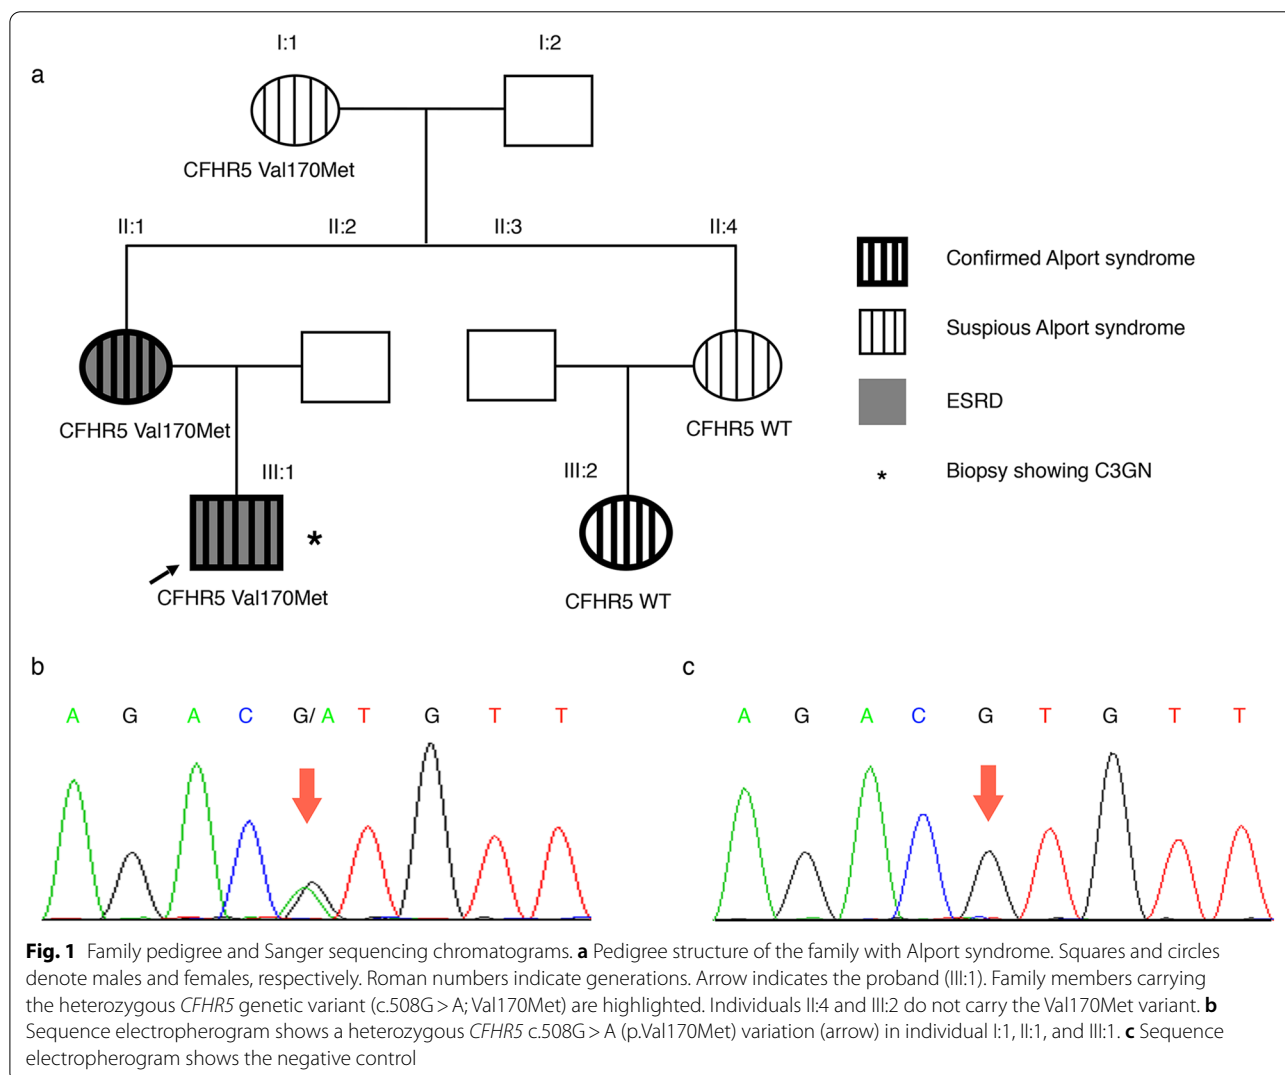 I:1 I:2
a
CFHR5 Val170Met
II:1 II:2 II:3 II:4
Confirmed Alport syndrome
Suspious Alport syndrome
ESRD
CFHR5 Val170Met CFHR5 WT
III:1 III:2
* Biopsy showing C3GN
*
CFHR5 Val170Met CFHR5 WT
b
A G A C G/ A T G T T
c
A G A C G T G T T
Fig. 1 Family pedigree and Sanger sequencing chromatograms. a Pedigree structure of the family with Alport syndrome. Squares and circles
denote males and females, respectively. Roman numbers indicate generations. Arrow indicates the proband (III:1). Family members carrying
the heterozygous CFHR5 genetic variant (c.508G > A; Val170Met) are highlighted. Individuals II:4 and III:2 do not carry the Val170Met variant. b
Sequence electropherogram shows a heterozygous CFHR5 c.508G > A (p.Val170Met) variation (arrow) in individual I:1, II:1, and III:1. c Sequence
electropherogram shows the negative control